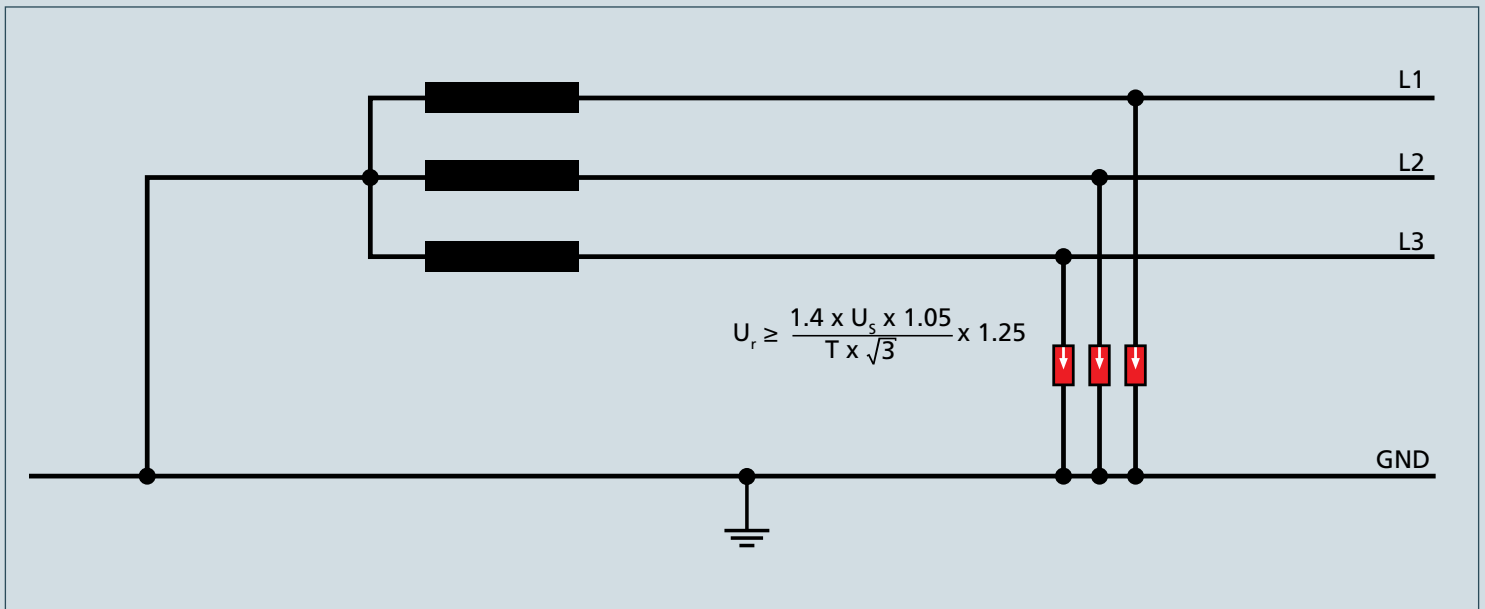 L1
L2
L3
U_r ≥ (1.4 x U_s x 1.05) / (T x √3) x 1.25
GND